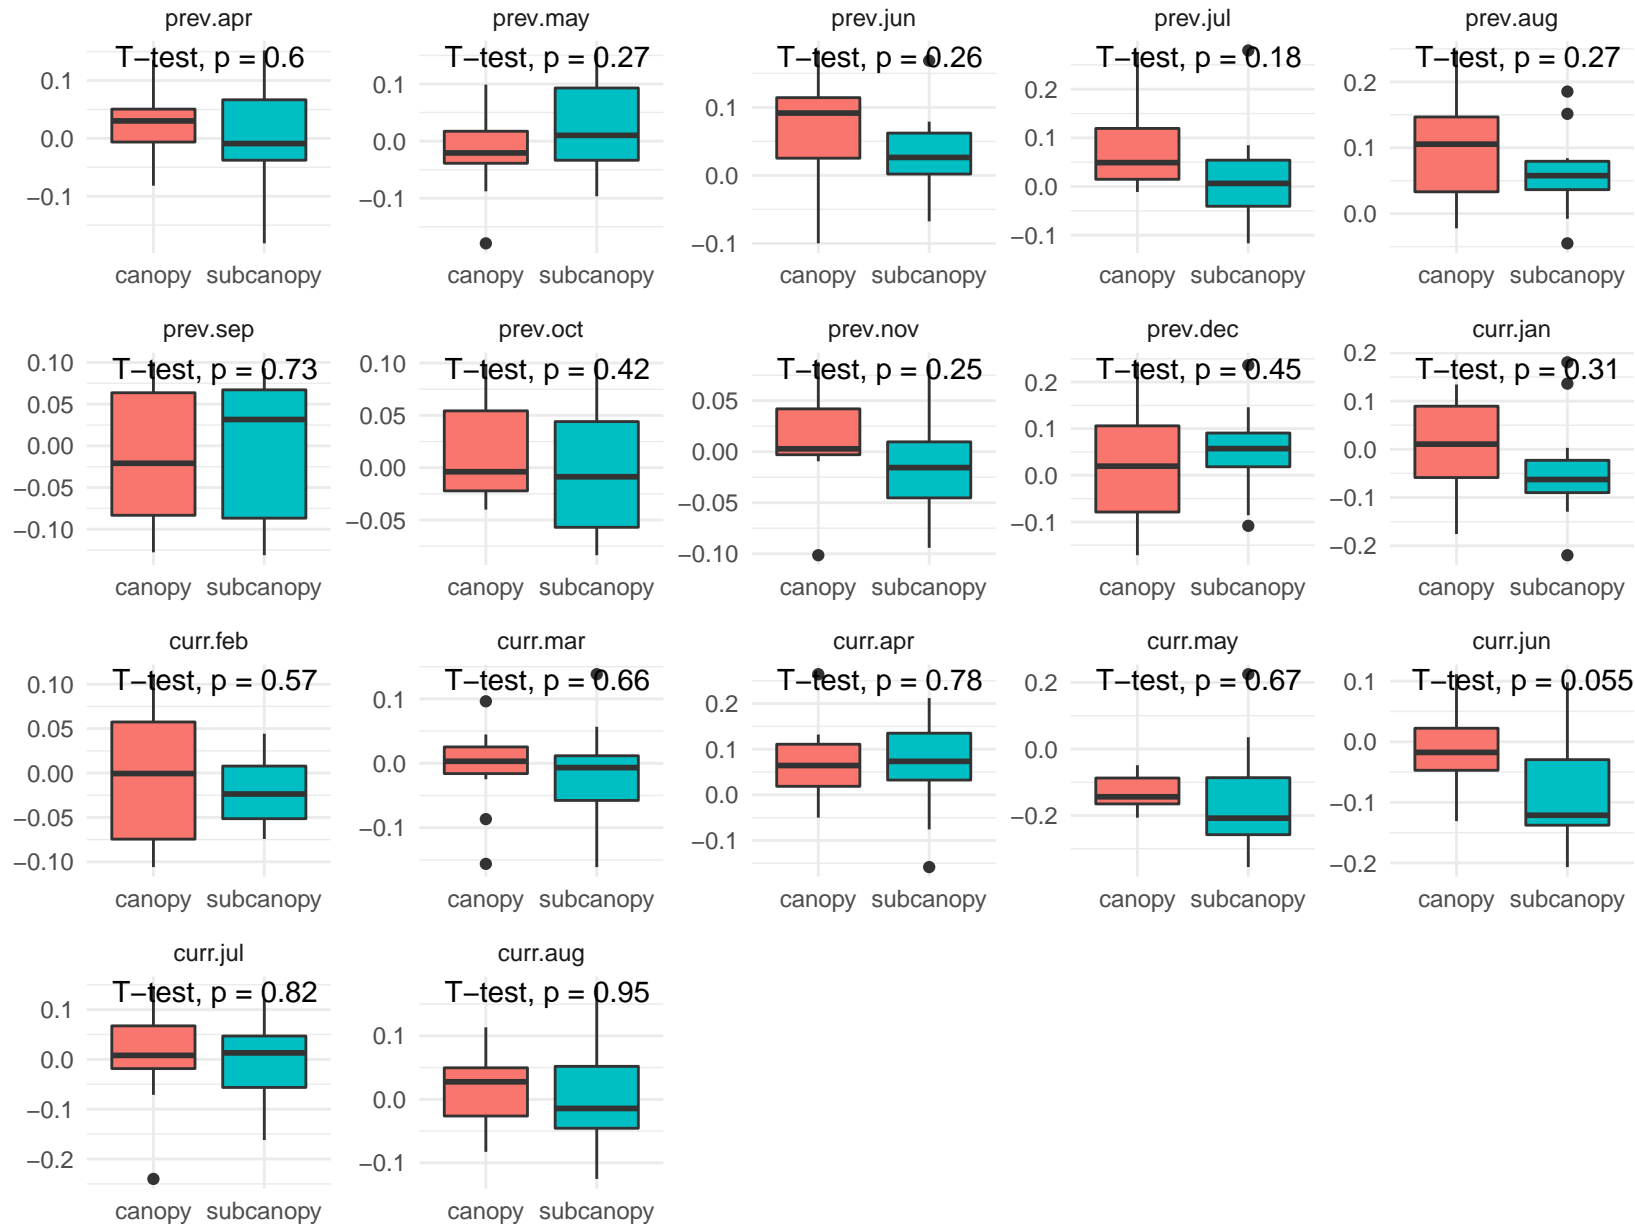 prev.apr prev.may prev.jun prev.jul prev.aug
T−test, p = 0.6 T−test, p = 0.27 T−test, p = 0.26 T−test, p = 0.18 T−test, p = 0.27
0.1 0.1 0.1 0.2 0.2
0.0 0.0 0.0 0.1 0.1
−0.1 −0.1 −0.1 0.0 0.0
−0.1
canopy subcanopy canopy subcanopy canopy subcanopy canopy subcanopy canopy subcanopy
prev.sep prev.oct prev.nov prev.dec curr.jan
T−test, p = 0.73 T−test, p = 0.42 T−test, p = 0.25 T−test, p = 0.45 T−test, p = 0.31
0.10 0.10 0.05 0.2 0.2
0.05 0.05 0.00 0.1 0.1
0.00 0.00 −0.05 0.0 0.0
−0.05 −0.05 −0.10 −0.1 −0.1
−0.10 −0.2
canopy subcanopy canopy subcanopy canopy subcanopy canopy subcanopy canopy subcanopy
curr.feb curr.mar curr.apr curr.may curr.jun
T−test, p = 0.57 T−test, p = 0.66 T−test, p = 0.78 T−test, p = 0.67 T−test, p = 0.055
0.10 0.1 0.2 0.2 0.1
0.05 0.0 0.1 0.0 0.0
0.00 −0.1 0.0 −0.2 −0.1
−0.05 −0.1 −0.2
−0.10
canopy subcanopy canopy subcanopy canopy subcanopy canopy subcanopy canopy subcanopy
curr.jul curr.aug
T−test, p = 0.82 T−test, p = 0.95
0.1 0.1
0.0 0.0
−0.1 −0.1
−0.2
canopy subcanopy canopy subcanopy